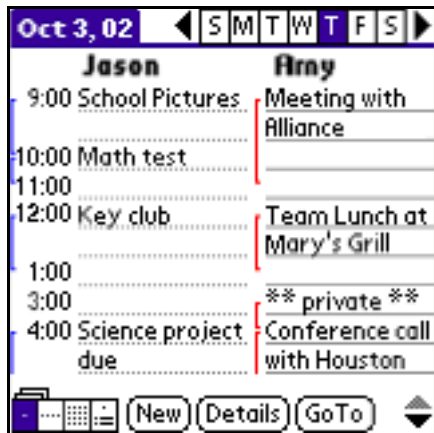 Oct 3, 02 S M T W T F S
Jason Amy
9:00 School Pictures Meeting with
Alliance
10:00 Math test
11:00
12:00 Key club Team Lunch at
Mary's Grill
1:00
3:00 ** private **
4:00 Science project Conference call
due with Houston
New Details GoTo